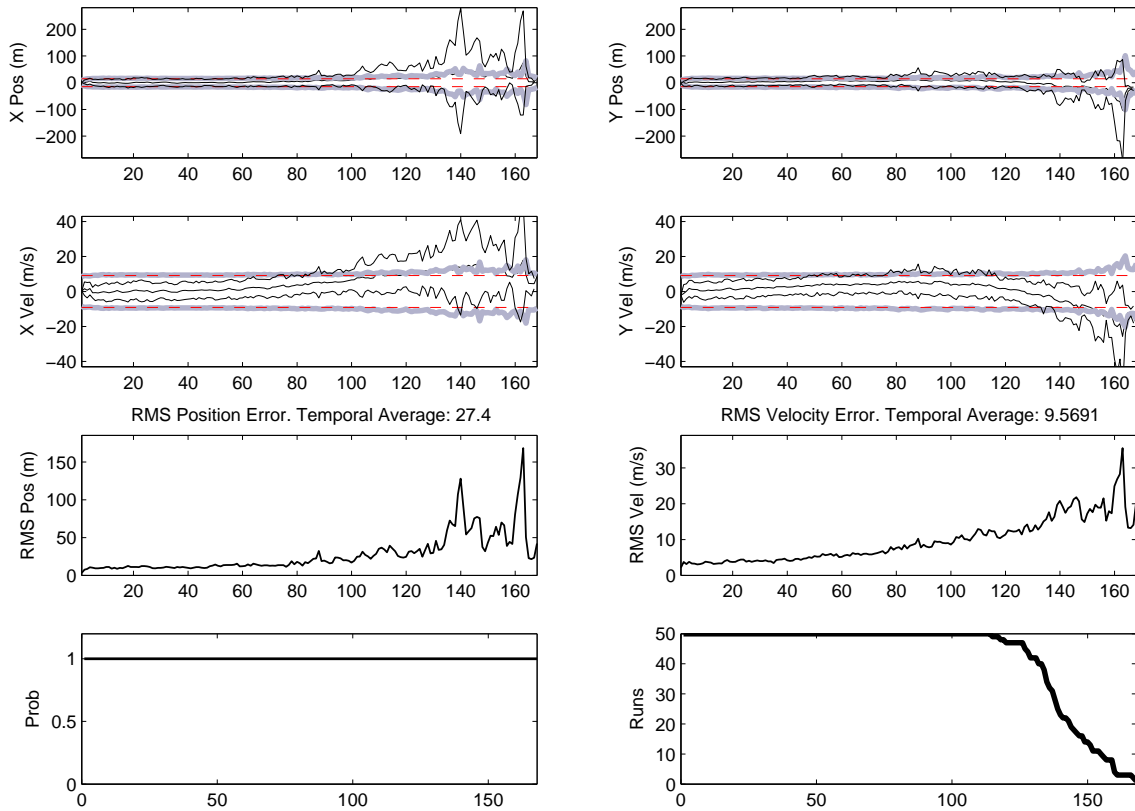 X Pos (m)
200
100
0
−100
−200
20 40 60 80 100 120 140 160
Y Pos (m)
200
100
0
−100
−200
20 40 60 80 100 120 140 160
X Vel (m/s)
40
20
0
−20
−40
20 40 60 80 100 120 140 160
Y Vel (m/s)
40
20
0
−20
−40
20 40 60 80 100 120 140 160
RMS Position Error. Temporal Average: 27.4
RMS Pos (m)
150
100
50
0
20 40 60 80 100 120 140 160
RMS Velocity Error. Temporal Average: 9.5691
RMS Vel (m/s)
30
20
10
0
20 40 60 80 100 120 140 160
Prob
1
0.5
0
0 50 100 150
Runs
50
40
30
20
10
0
0 50 100 150